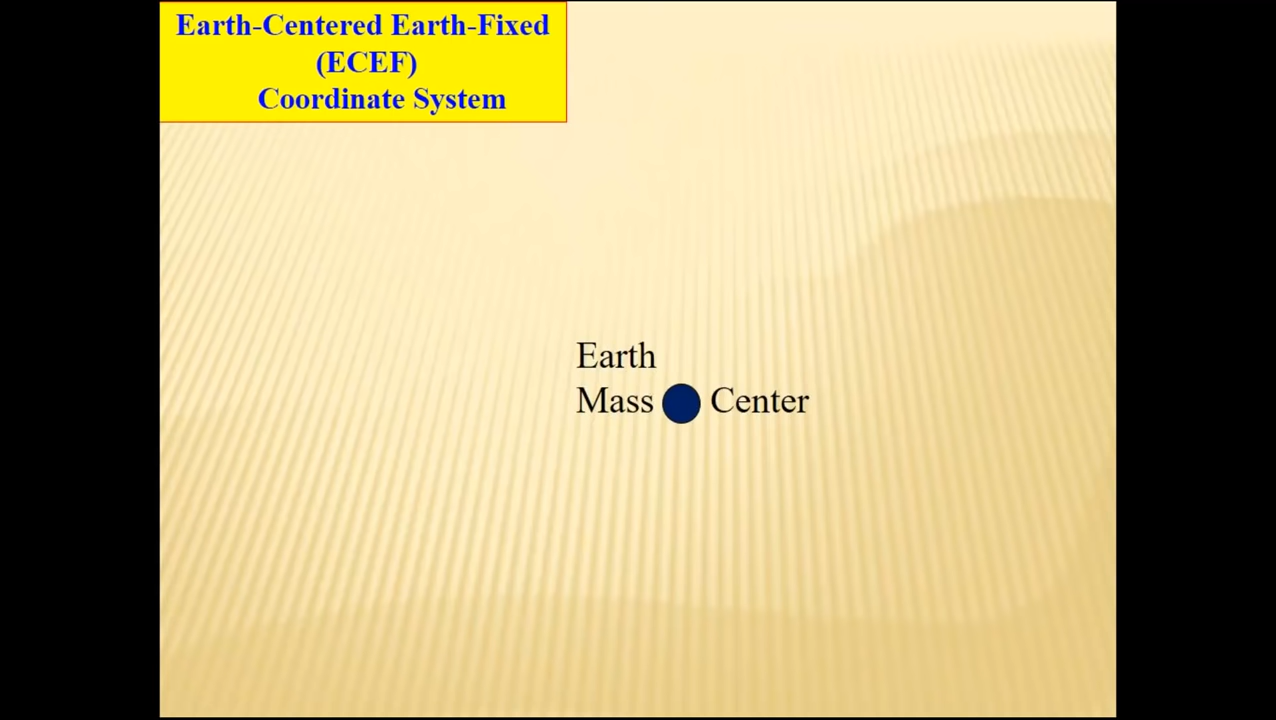 Earth-Centered Earth-Fixed
(ECEF)
Coordinate System
Earth
Mass Center